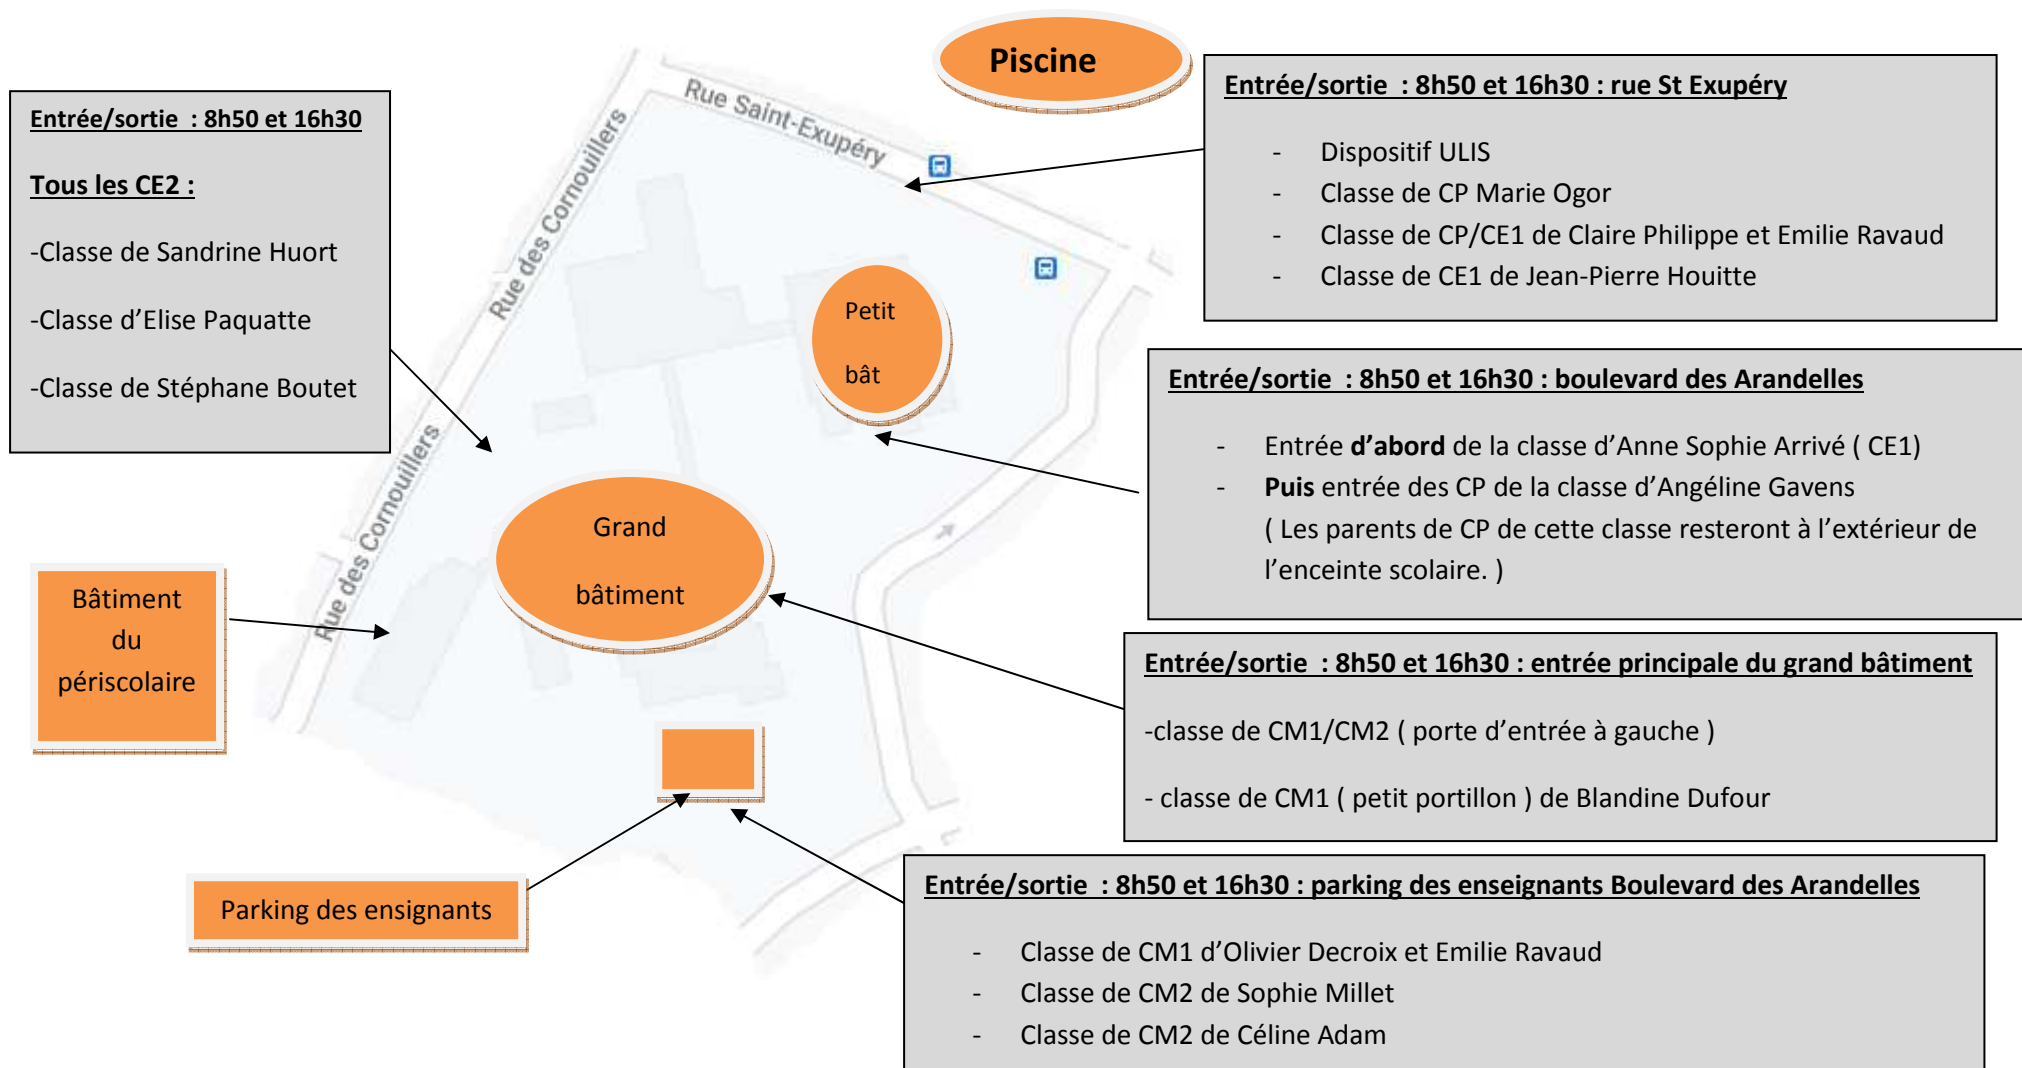 Piscine
Entrée/sortie : 8h50 et 16h30
Tous les CE2 :
-Classe de Sandrine Huort
-Classe d’Elise Paquatte
-Classe de Stéphane Boutet
Rue Saint-Exupéry
Rue des Cornouillers
Rue des Cornouillers
Rue des Cornouillers
Entrée/sortie : 8h50 et 16h30 : rue St Exupéry
- Dispositif ULIS
- Classe de CP Marie Ogor
- Classe de CP/CE1 de Claire Philippe et Emilie Ravaud
- Classe de CE1 de Jean-Pierre Houitte
Petit
bât
Entrée/sortie : 8h50 et 16h30 : boulevard des Arandelles
- Entrée d’abord de la classe d’Anne Sophie Arrivé ( CE1)
- Puis entrée des CP de la classe d’Angéline Gavens
( Les parents de CP de cette classe resteront à l’extérieur de
l’enceinte scolaire. )
Grand
bâtiment
Bâtiment
du
périscolaire
Entrée/sortie : 8h50 et 16h30 : entrée principale du grand bâtiment
-classe de CM1/CM2 ( porte d’entrée à gauche )
- classe de CM1 ( petit portillon ) de Blandine Dufour
Parking des ensignants
Entrée/sortie : 8h50 et 16h30 : parking des enseignants Boulevard des Arandelles
- Classe de CM1 d’Olivier Decroix et Emilie Ravaud
- Classe de CM2 de Sophie Millet
- Classe de CM2 de Céline Adam